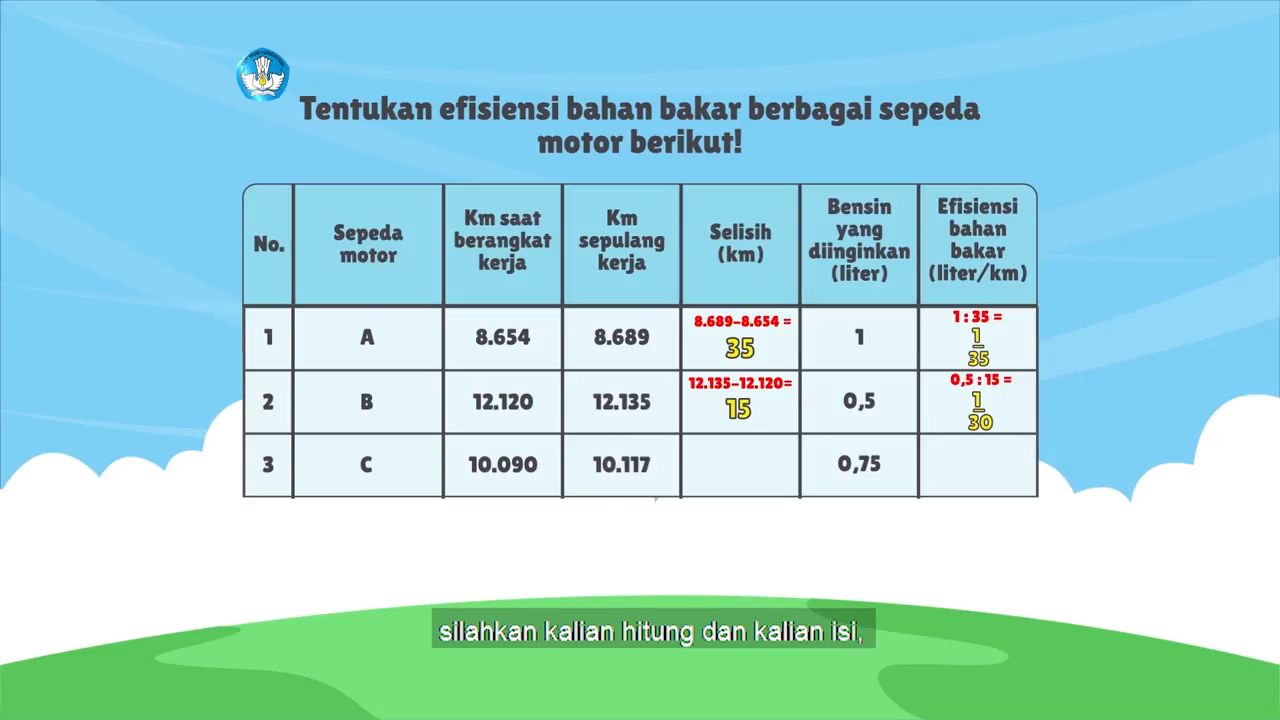 Tentukan efisiensi bahan bakar berbagai sepeda
motor berikut!
No.
Sepeda
motor
Km saat
berangkat
kerja
Km
sepulang
kerja
Selisih
(km)
Bensin
yang
diinginkan
(liter)
Efisiensi
bahan
bakar
(liter/km)
1
A
8.654
8.689
8.689-8.654 =
35
1
1 : 35 =
1
35
2
B
12.120
12.135
12.135-12.120=
15
0,5
0,5 : 15 =
1
30
3
C
10.090
10.117
0,75
silahkan kalian hitung dan kalian isi,